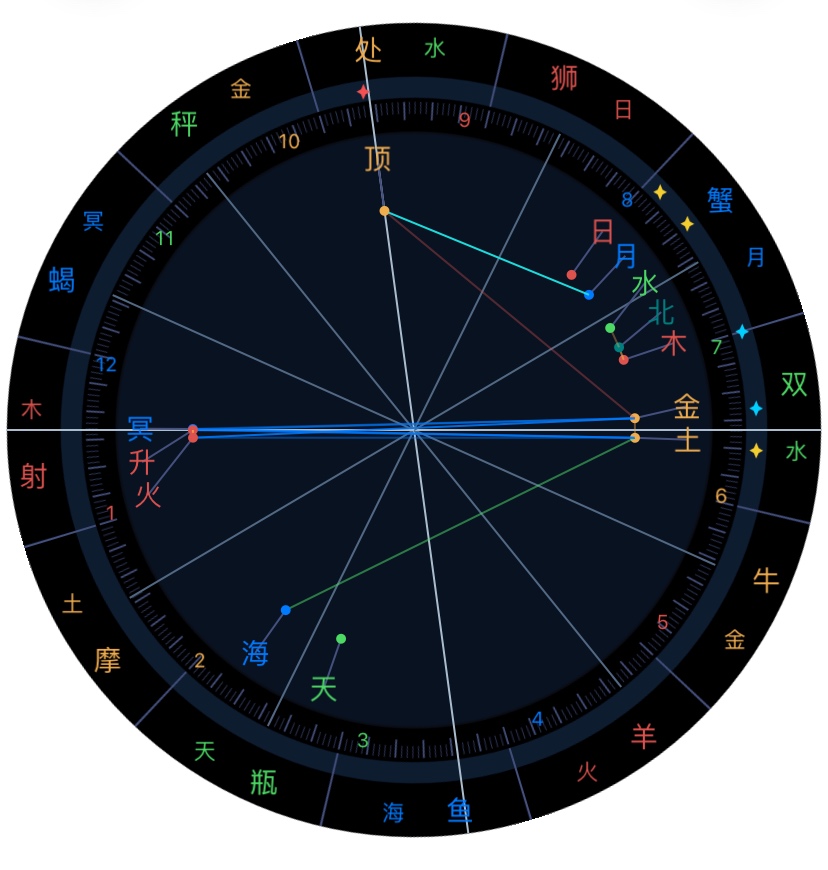 处 水
狮 日
蟹 月
双 水
牛 金
羊 火
鱼 海
瓶 天
摩 土
射 木
蝎 冥
秤 金
10
9
8
7
6
5
4
3
2
1
12
11
顶
日
月
水
北
木
金
土
冥
升
火
海
天